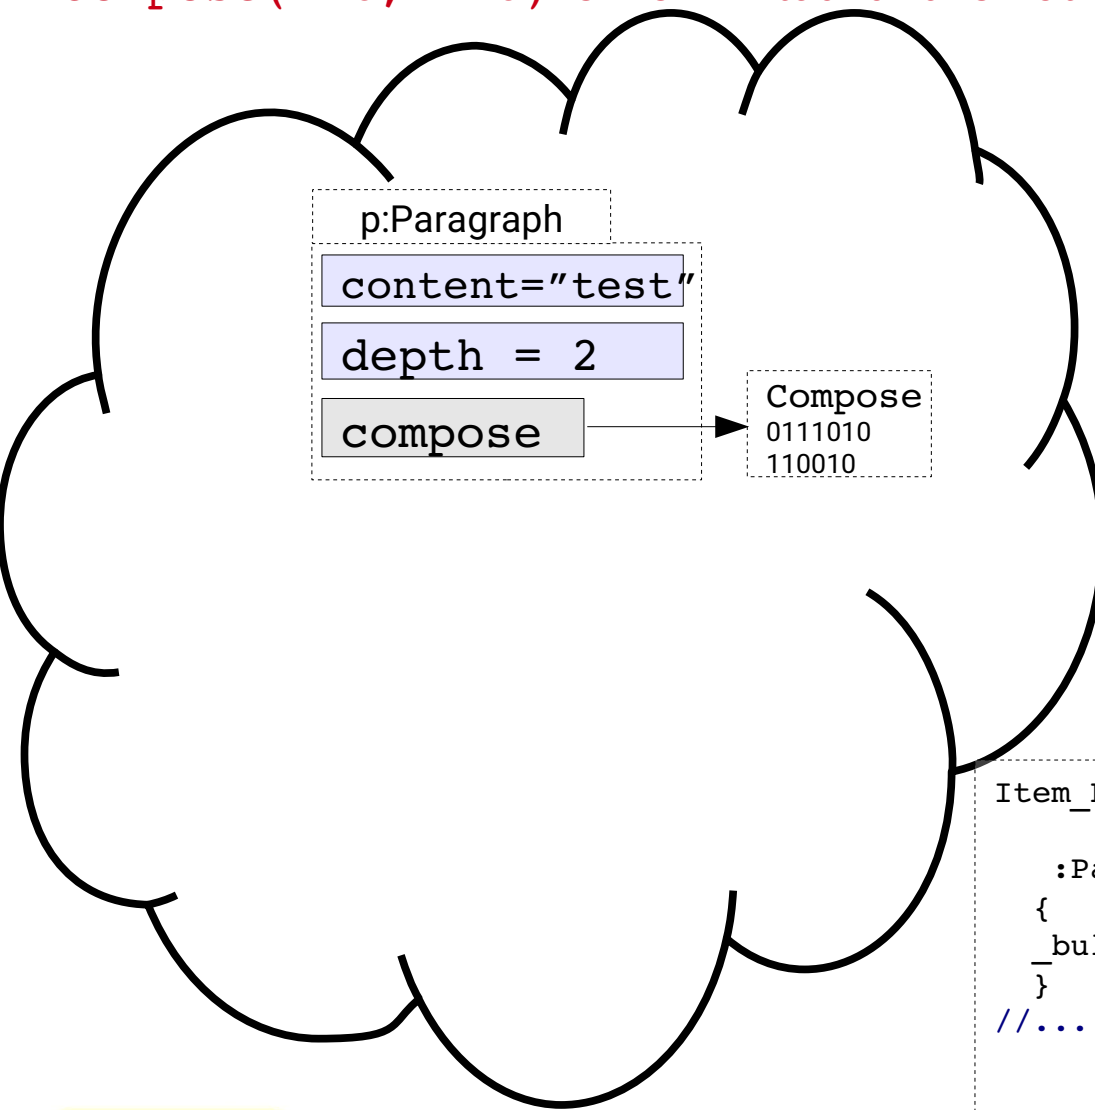 p:Paragraph
content=”test”
depth = 2
compose
Compose
0111010
110010
{
}
//...